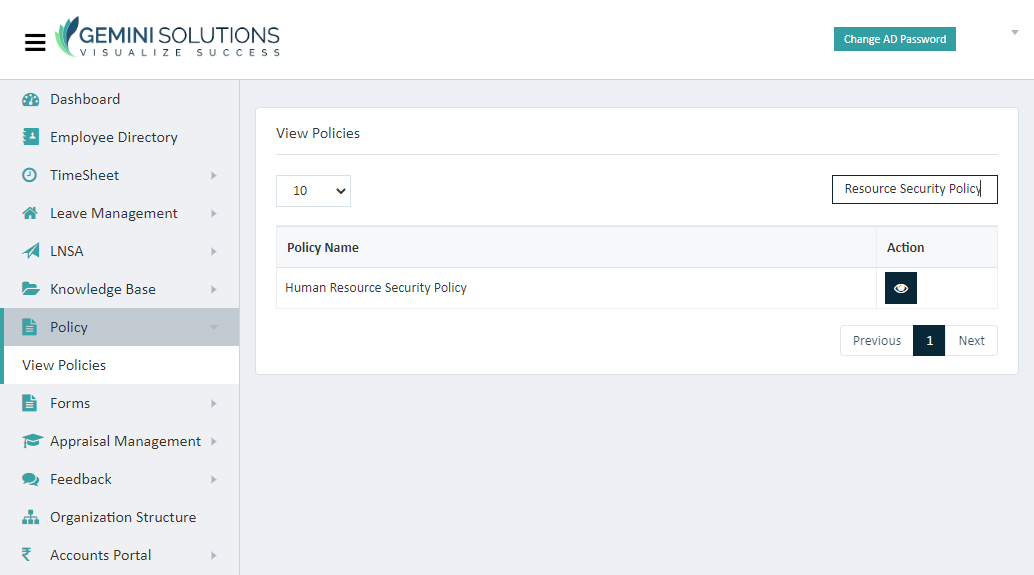 GEMINI SOLUTIONS
VISUALIZE SUCCESS
Change AD Password
Dashboard
Employee Directory
TimeSheet
Leave Management
LNSA
Knowledge Base
Policy
View Policies
Forms
Appraisal Management
Feedback
Organization Structure
₹ Accounts Portal
View Policies
10
Resource Security Policy
Policy Name Action
Human Resource Security Policy
Previous 1 Next